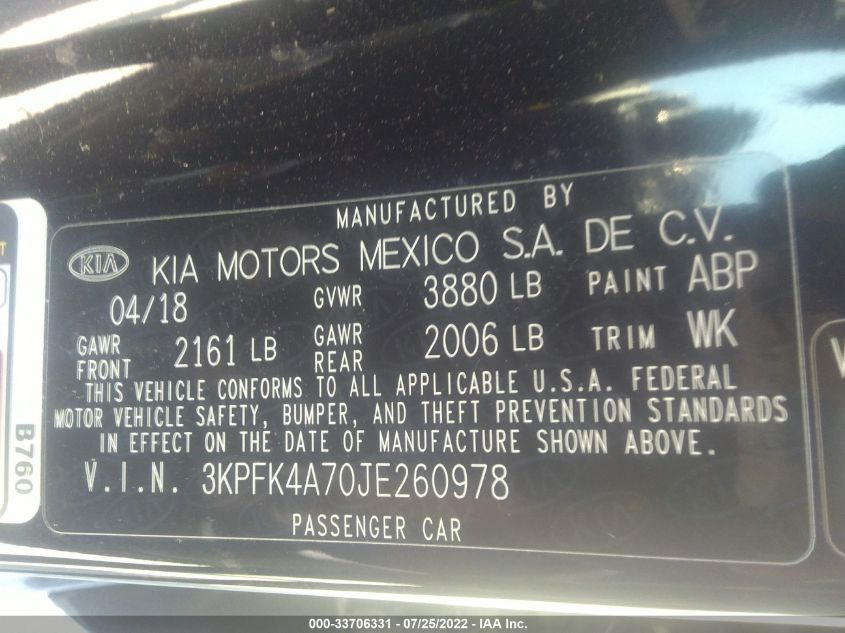 MANUFACTURED BY
KIA KIA MOTORS MEXICO S.A. DE C.V.
04/18 GVWR 3880 LB PAINT ABP
GAWR FRONT 2161 LB GAWR REAR 2006 LB TRIM WK
THIS VEHICLE CONFORMS TO ALL APPLICABLE U.S.A. FEDERAL
MOTOR VEHICLE SAFETY, BUMPER, AND THEFT PREVENTION STANDARDS
IN EFFECT ON THE DATE OF MANUFACTURE SHOWN ABOVE.
V.I.N. 3KPFK4A70JE260978
PASSENGER CAR
B760
000-33706331 - 07/25/2022 - © IAA Inc.